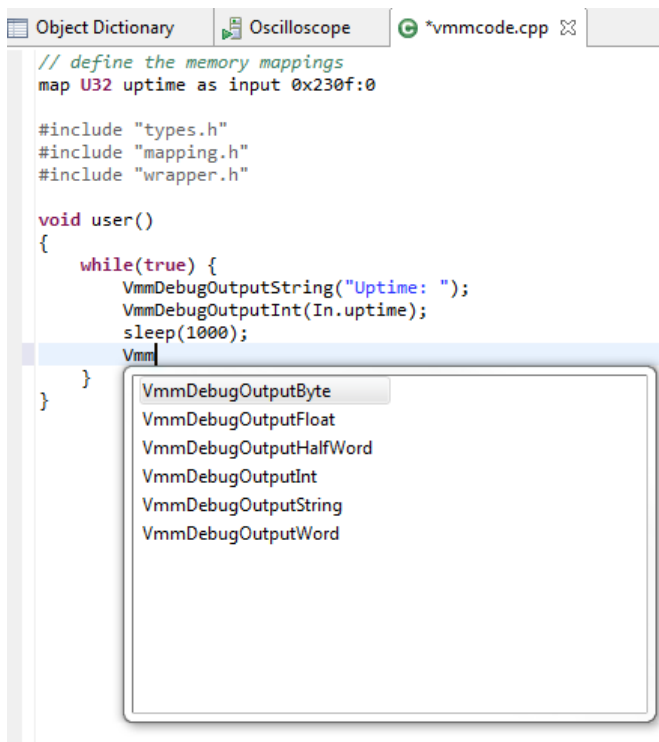 Object Dictionary Oscilloscope *vmmcode.cpp
// define the memory mappings
map U32 uptime as input 0x230f:0
#include "types.h"
#include "mapping.h"
#include "wrapper.h"
void user()
{
while(true) {
VmmDebugOutputString("Uptime: ");
VmmDebugOutputInt(In.uptime);
sleep(1000);
Vmm
}
}
VmmDebugOutputByte
VmmDebugOutputFloat
VmmDebugOutputHalfWord
VmmDebugOutputInt
VmmDebugOutputString
VmmDebugOutputWord